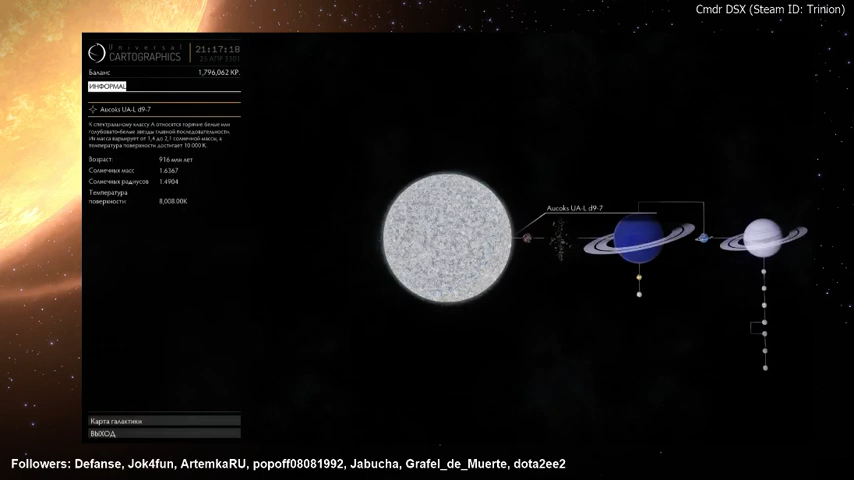 Cmdr DSX (Steam ID: Trinion)
Universal
CARTOGRAPHICS
21:17:18
25 АПР 3301
Баланс 1,796,062 КР.
ИНФОРМАЦ
Aucoks UA-L d9-7
К спектральному классу А относятся горячие белые или
голубовато-белые звезды главной последовательности.
Их масса варьирует от 1,4 до 2,1 солнечной массы, а
температура поверхности достигает 10 000 К.
Возраст: 916 млн лет
Солнечных масс 1.6367
Солнечных радиусов 1.4904
Температура
поверхности: 8,008.00K
Aucoks UA-L d9-7
Карта галактики
ВЫХОД
Followers: Defanse, Jok4fun, ArtemkaRU, popoff08081992, Jabucha, Grafel_de_Muerte, dota2ee2